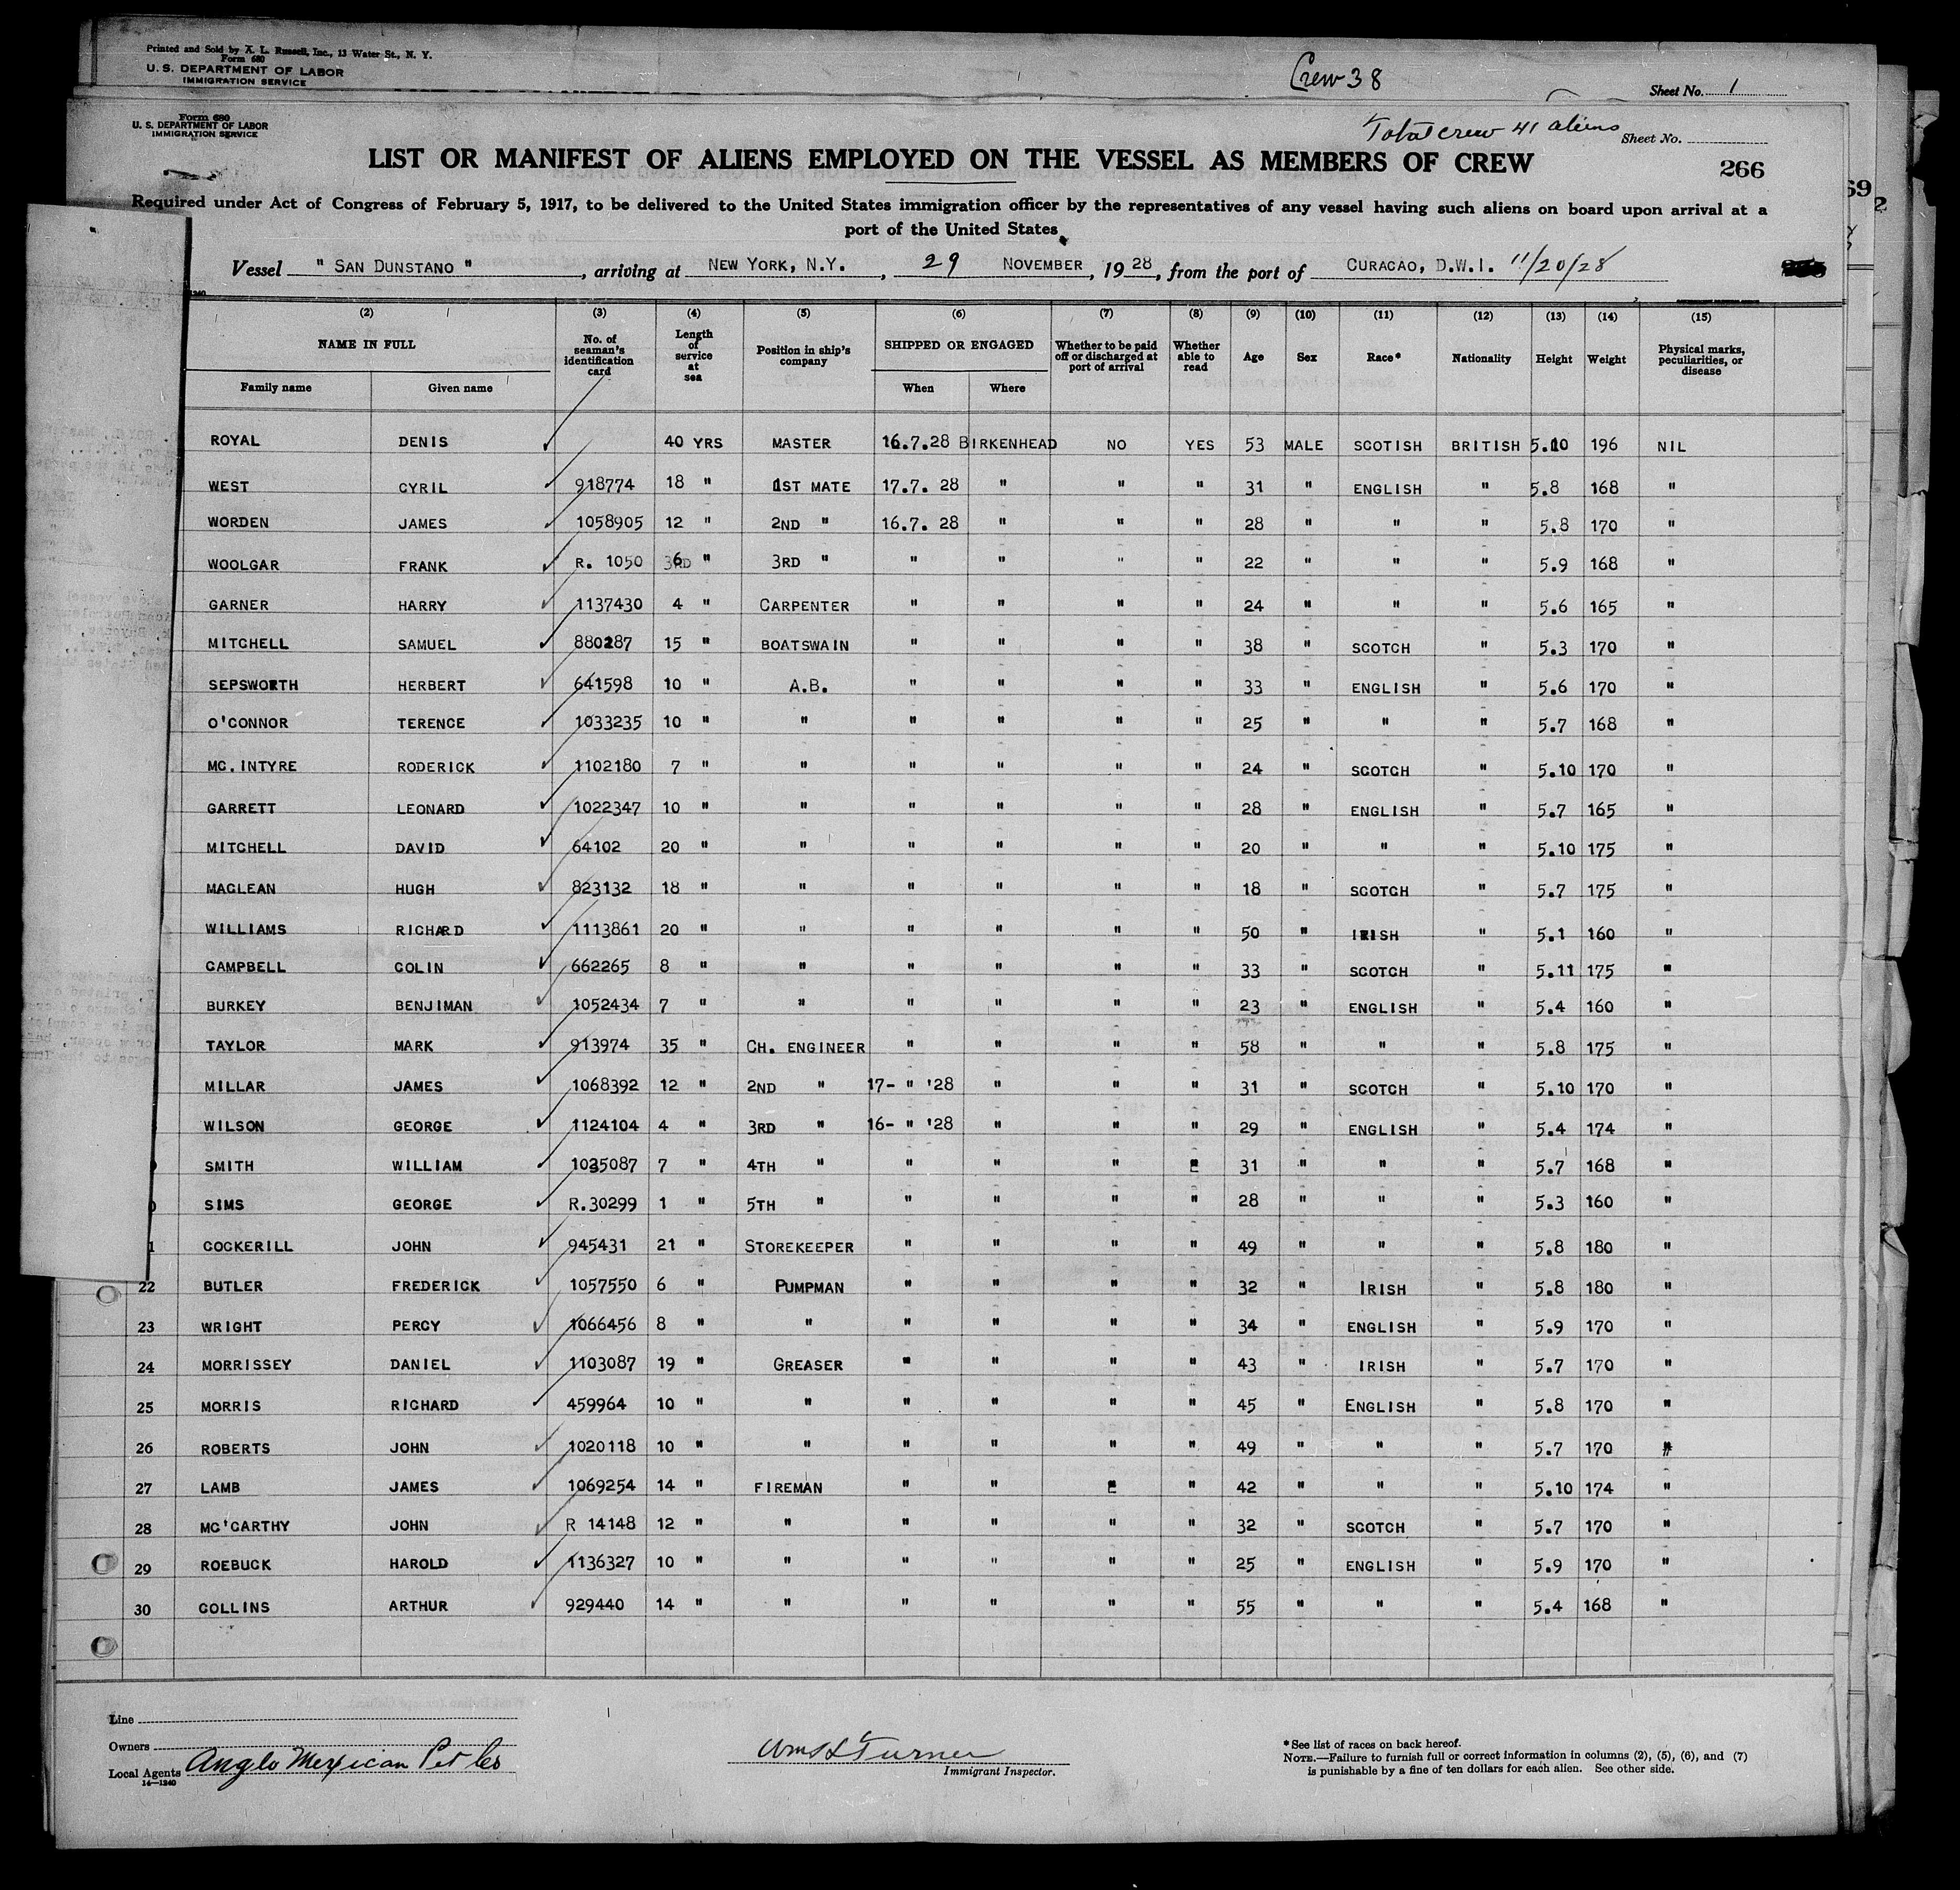 Printed and Sold by A. L. Russell, Inc., 13 Water St., N. Y.
Form 680
U. S. DEPARTMENT OF LABOR
IMMIGRATION SERVICE
Crew 38
Sheet No. 1
Form 680
U. S. DEPARTMENT OF LABOR
IMMIGRATION SERVICE
Total crew 41 aliens
Sheet No.
LIST OR MANIFEST OF ALIENS EMPLOYED ON THE VESSEL AS MEMBERS OF CREW
266
Required under Act of Congress of February 5, 1917, to be delivered to the United States immigration officer by the representatives of any vessel having such aliens on board upon arrival at a
port of the United States
Vessel " SAN DUNSTANO " , arriving at NEW YORK, N.Y. , 29 NOVEMBER , 19 28 , from the port of CURACAO, D.W.I. 11/20/28
(2) (3) (4) (5) (6) (7) (8) (9) (10) (11) (12) (13) (14) (15)
NAME IN FULL No. of seaman's identification card Length of service at sea Position in ship's company SHIPPED OR ENGAGED Whether to be paid off or discharged at port of arrival Whether able to read Age Sex Race* Nationality Height Weight Physical marks, peculiarities, or disease
Family name Given name When Where
ROYAL DENIS 40 YRS MASTER 16.7.28 BIRKENHEAD NO YES 53 MALE SCOTISH BRITISH 5.10 196 NIL
WEST CYRIL 918774 18 " 1ST MATE 17.7. 28 " " " 31 " ENGLISH " 5.8 168 "
WORDEN JAMES 1058905 12 " 2ND " 16.7. 28 " " " 28 " " " 5.8 170 "
WOOLGAR FRANK R. 1050 6 " 3RD " " " " " 22 " " " 5.9 168 "
GARNER HARRY 1137430 4 " CARPENTER " " " " 24 " " " 5.6 165 "
MITCHELL SAMUEL 880287 15 " BOATSWAIN " " " " 38 " SCOTCH " 5.3 170 "
SEPSWORTH HERBERT 641598 10 " A.B. " " " " 33 " ENGLISH " 5.6 170 "
O'CONNOR TERENCE 1033235 10 " " " " " " 25 " " " 5.7 168 "
MC.INTYRE RODERICK 1102180 7 " " " " " " 24 " SCOTCH " 5.10 170 "
GARRETT LEONARD 1022347 10 " " " " " " 28 " ENGLISH " 5.7 165 "
MITCHELL DAVID 64102 20 " " " " " " 20 " " " 5.10 175 "
MACLEAN HUGH 823132 18 " " " " " " 18 " SCOTCH " 5.7 175 "
WILLIAMS RICHARD 1113861 20 " " " " " " 50 " IRISH " 5.1 160 "
CAMPBELL COLIN 662265 8 " " " " " " 33 " SCOTCH " 5.11 175 "
BURKEY BENJIMAN 1052434 7 " " " " " " 23 " ENGLISH " 5.4 160 "
TAYLOR MARK 913974 35 " CH. ENGINEER " " " " 58 " " " 5.8 175 "
MILLAR JAMES 1068392 12 " 2ND " 17- " '28 " " " 31 " SCOTCH " 5.10 170 "
WILSON GEORGE 1124104 4 " 3RD " 16- " '28 " " " 29 " ENGLISH " 5.4 174 "
SMITH WILLIAM 1035087 7 " 4TH " " " " " 31 " " " 5.7 168 "
SIMS GEORGE R.30299 1 " 5TH " " " " " 28 " " " 5.3 160 "
1 COCKERILL JOHN 945431 21 " STOREKEEPER " " " " 49 " " " 5.8 180 "
22 BUTLER FREDERICK 1057550 6 " PUMPMAN " " " " 32 " IRISH " 5.8 180 "
23 WRIGHT PERCY 1066456 8 " " " " " " 34 " ENGLISH " 5.9 170 "
24 MORRISSEY DANIEL 1103087 19 " GREASER " " " " 43 " IRISH " 5.7 170 "
25 MORRIS RICHARD 459964 10 " " " " " " 45 " ENGLISH " 5.8 170 "
26 ROBERTS JOHN 1020118 10 " " " " " " 49 " " " 5.7 170 "
27 LAMB JAMES 1069254 14 " FIREMAN " " " " 42 " " " 5.10 174 "
28 MC'CARTHY JOHN R 14148 12 " " " " " " 32 " SCOTCH " 5.7 170 "
29 ROEBUCK HAROLD 1136327 10 " " " " " " 25 " ENGLISH " 5.9 170 "
30 COLLINS ARTHUR 929440 14 " " " " " " 55 " " " 5.4 168 "
Line
Owners
Local Agents Anglo Mexican Pet Co
14—1240
Wm S Turner
Immigrant Inspector.
*See list of races on back hereof.
NOTE.—Failure to furnish full or correct information in columns (2), (5), (6), and (7)
is punishable by a fine of ten dollars for each alien. See other side.